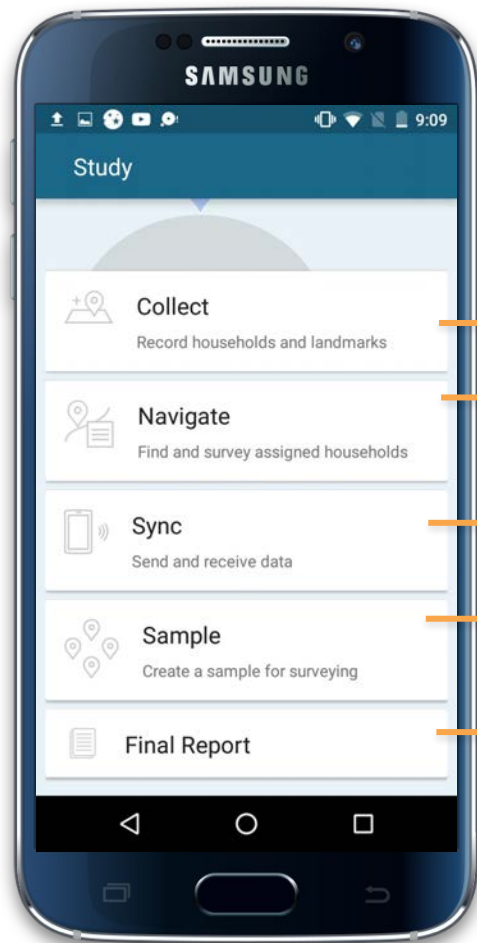 SAMSUNG
9:09
Study
Collect
Record households and landmarks
Navigate
Find and survey assigned households
Sync
Send and receive data
Sample
Create a sample for surveying
Final Report